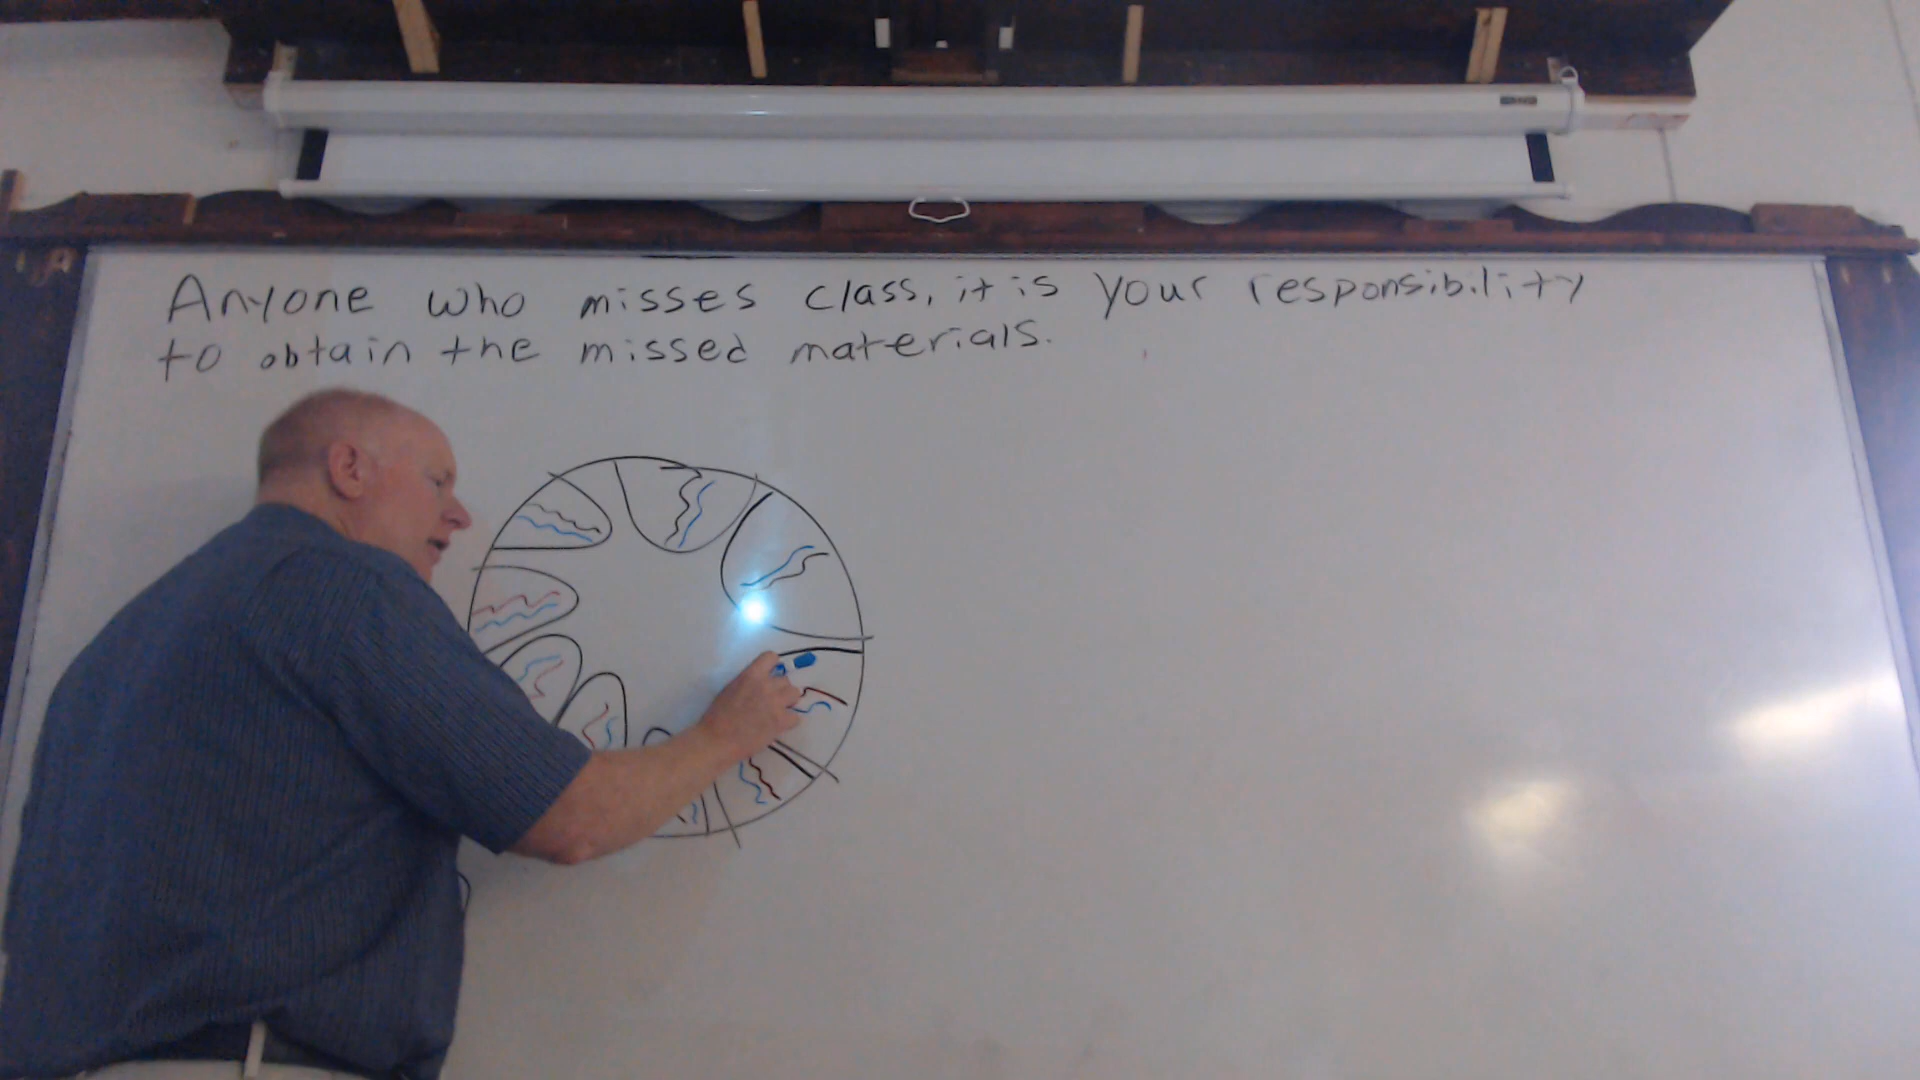 Anyone who misses class, it is your responsibility
to obtain the missed materials.